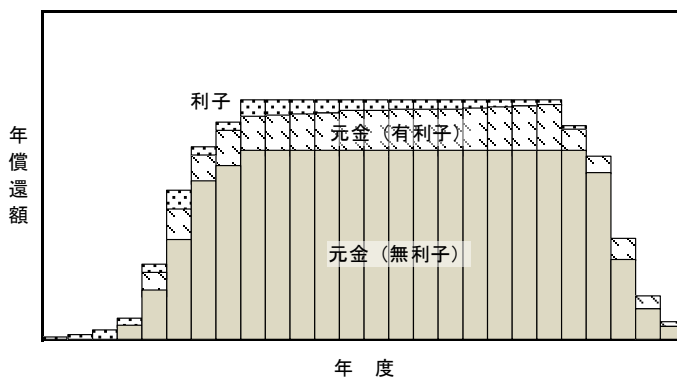 利子
元金（有利子）
元金（無利子）
年償還額
年 度